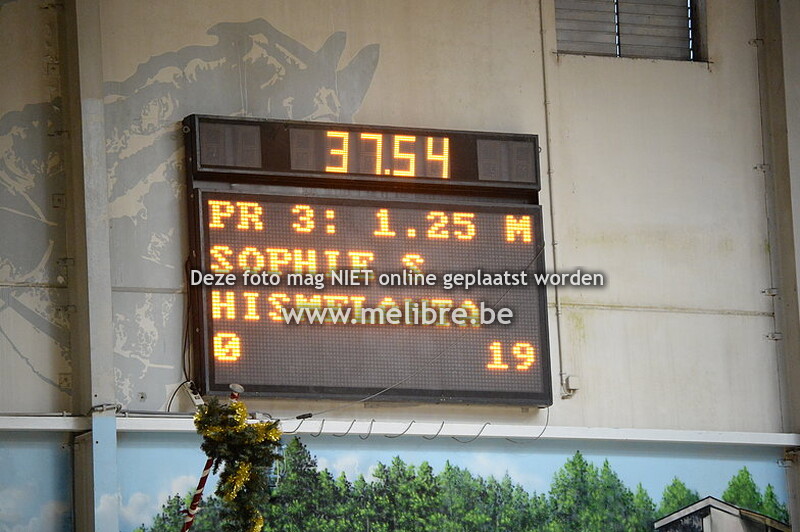 37.54
PR 3: 1.25 M
SOPHIE S
Deze foto mag NIET online geplaatst worden
www.melibre.be
0 19